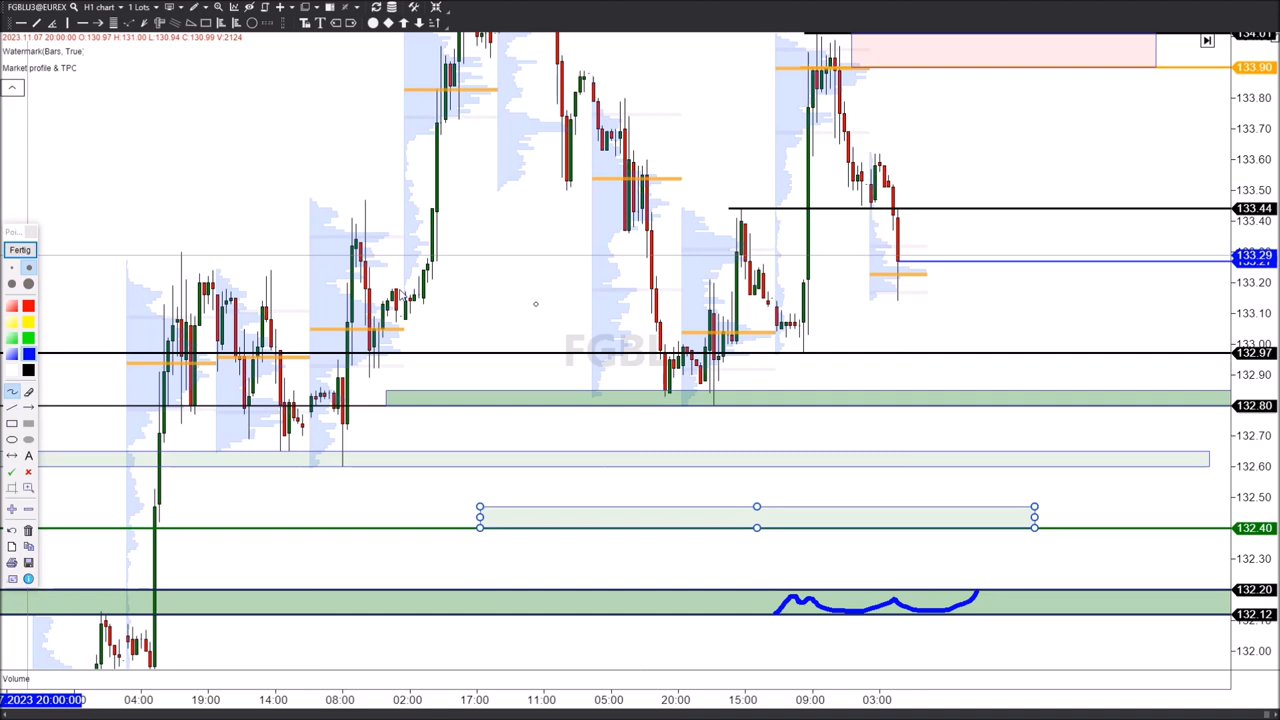 FGBLU3@EUREX H1 chart 1 Lots
2023.11.07 20:00:00 O: 130.97 H: 131.00 L: 130.94 C: 130.99 V:2124
Watermark(Bars, True)
Market profile & TPC
134.01
133.90
133.80
133.70
133.60
133.50
133.44
133.40
133.29
133.20
133.10
133.00
132.97
132.90
132.80
132.70
132.60
132.50
132.40
132.30
132.20
132.12
132.00
Poi...
Fertig
A
FGBL
Volume
7.2023 20:00:00
04:00 19:00 14:00 08:00 02:00 17:00 11:00 05:00 20:00 15:00 09:00 03:00